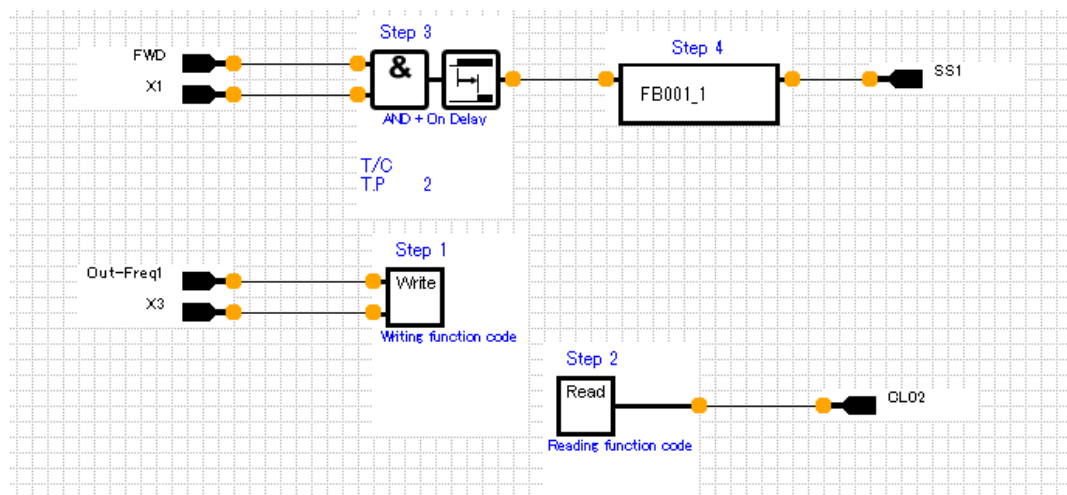 Step 3
Step 4
FWD
X1
&
FB001_1
SS1
AND + On Delay
T/C
T.P 2
Step 1
Out-Freq1
X3
Write
Writing function code
Step 2
Read
CLO2
Reading function code